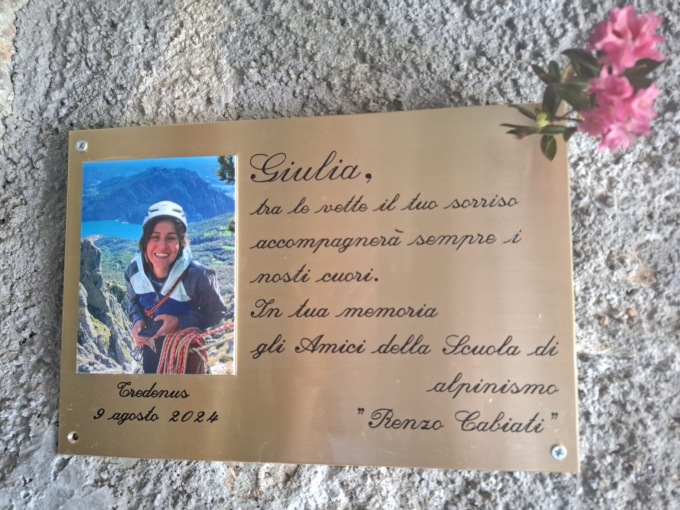 Giulia,
tra le vette il tuo sorriso
accompagnerà sempre i
nosti cuori.
In tua memoria
gli Amici della Scuola di
alpinismo
"Renzo Cabiati"
Tredenus
9 agosto 2024